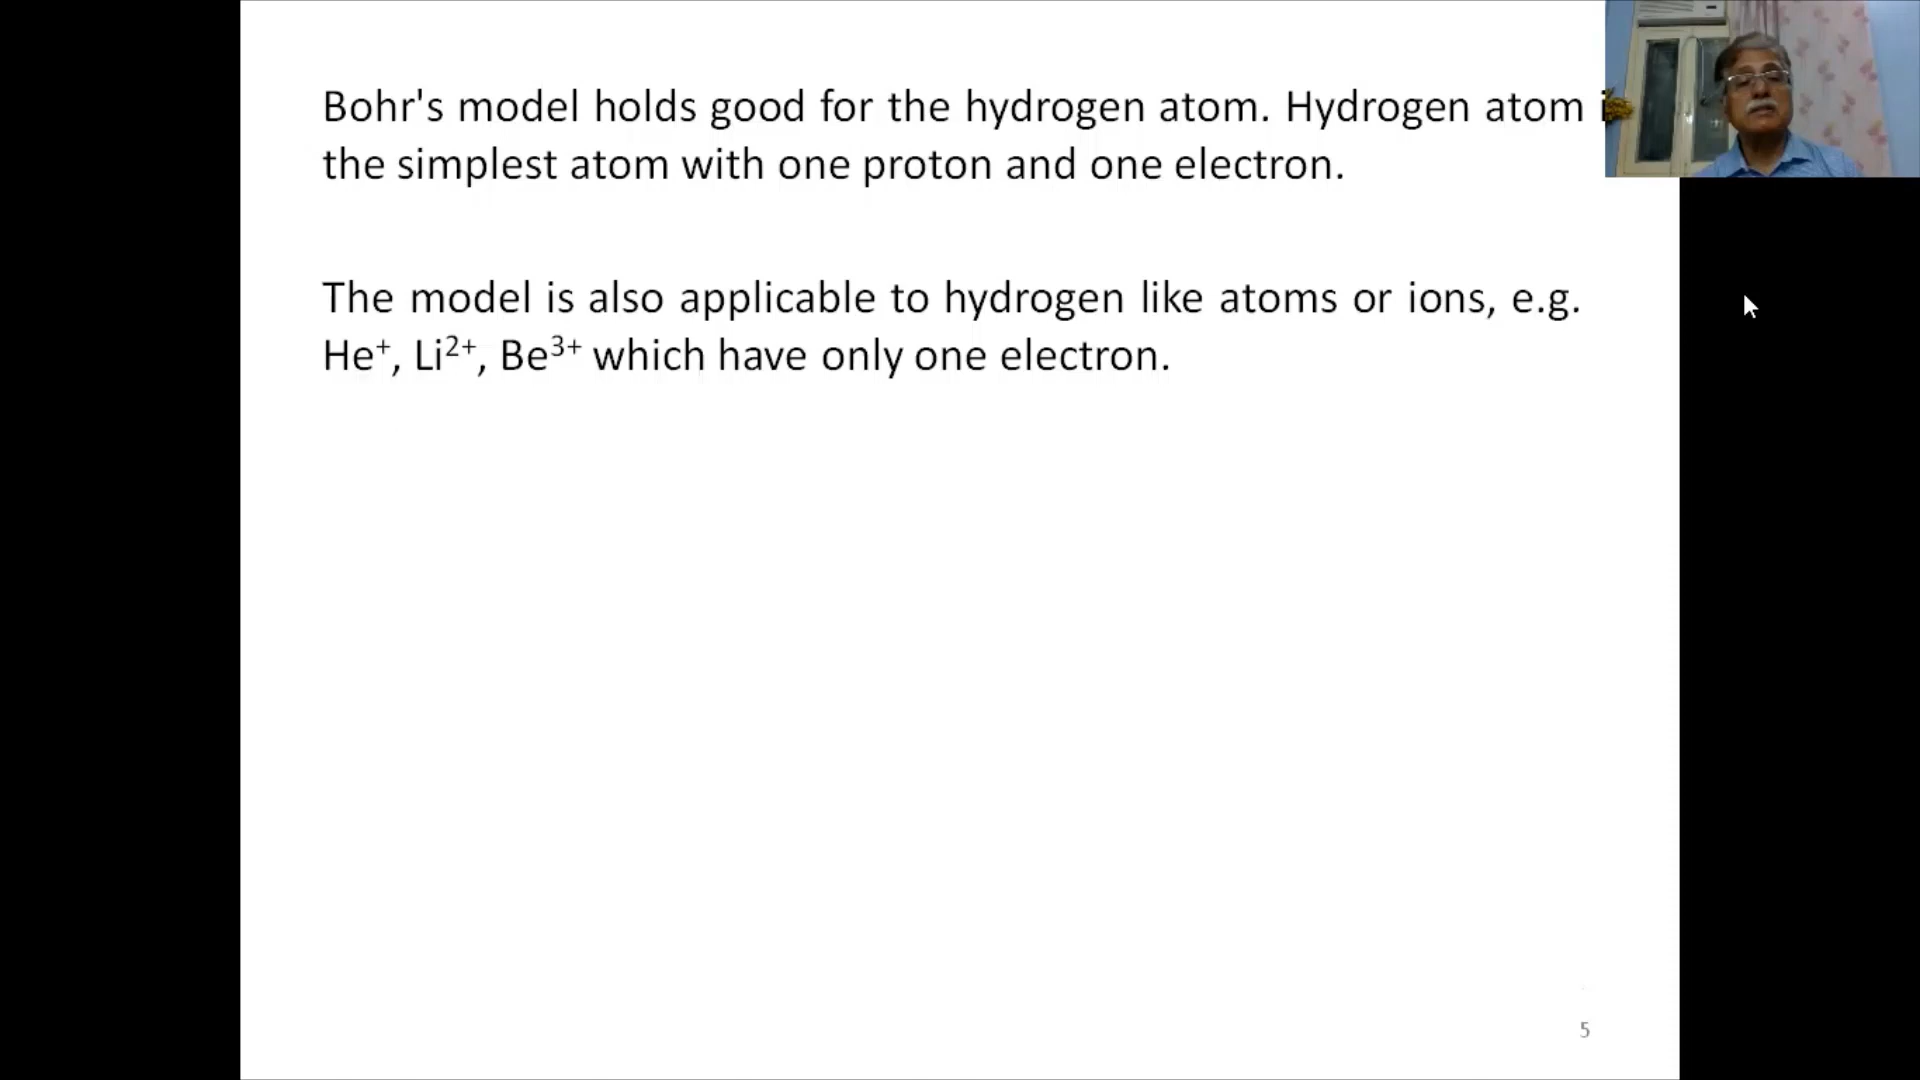 Bohr's model holds good for the hydrogen atom. Hydrogen atom
the simplest atom with one proton and one electron.
The model is also applicable to hydrogen like atoms or ions, e.g.
He⁺, Li²⁺, Be³⁺ which have only one electron.
5